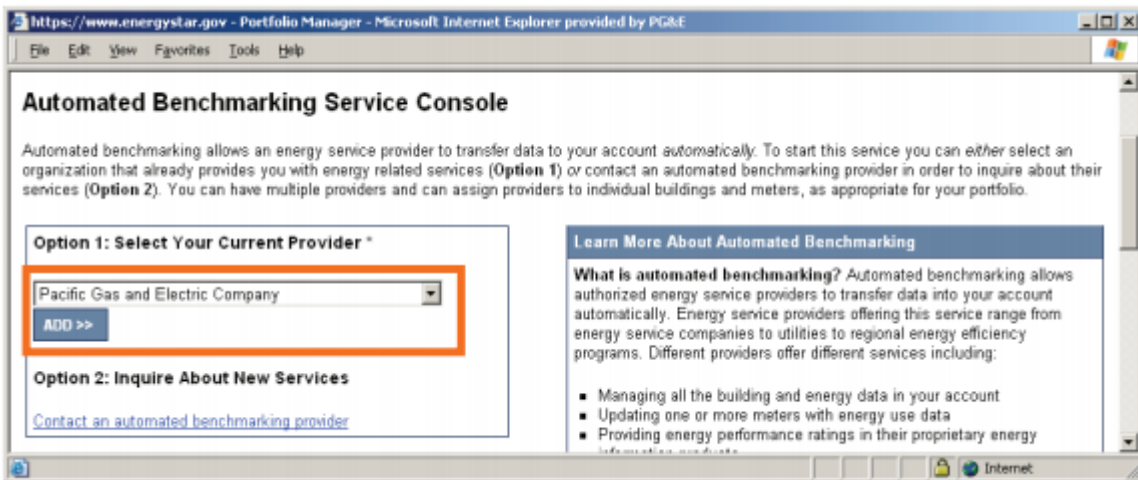 https://www.energystar.gov - Portfolio Manager - Microsoft Internet Explorer provided by PG&E
File Edit View Favorites Tools Help
Automated Benchmarking Service Console
Automated benchmarking allows an energy service provider to transfer data to your account automatically. To start this service you can either select an
organization that already provides you with energy related services (Option 1) or contact an automated benchmarking provider in order to inquire about their
services (Option 2). You can have multiple providers and can assign providers to individual buildings and meters, as appropriate for your portfolio.
Option 1: Select Your Current Provider *
Pacific Gas and Electric Company
ADD >>
Option 2: Inquire About New Services
Contact an automated benchmarking provider
Learn More About Automated Benchmarking
What is automated benchmarking? Automated benchmarking allows
authorized energy service providers to transfer data into your account
automatically. Energy service providers offering this service range from
energy service companies to utilities to regional energy efficiency
programs. Different providers offer different services including:
Managing all the building and energy data in your account
Updating one or more meters with energy use data
Providing energy performance ratings in their proprietary energy
Internet